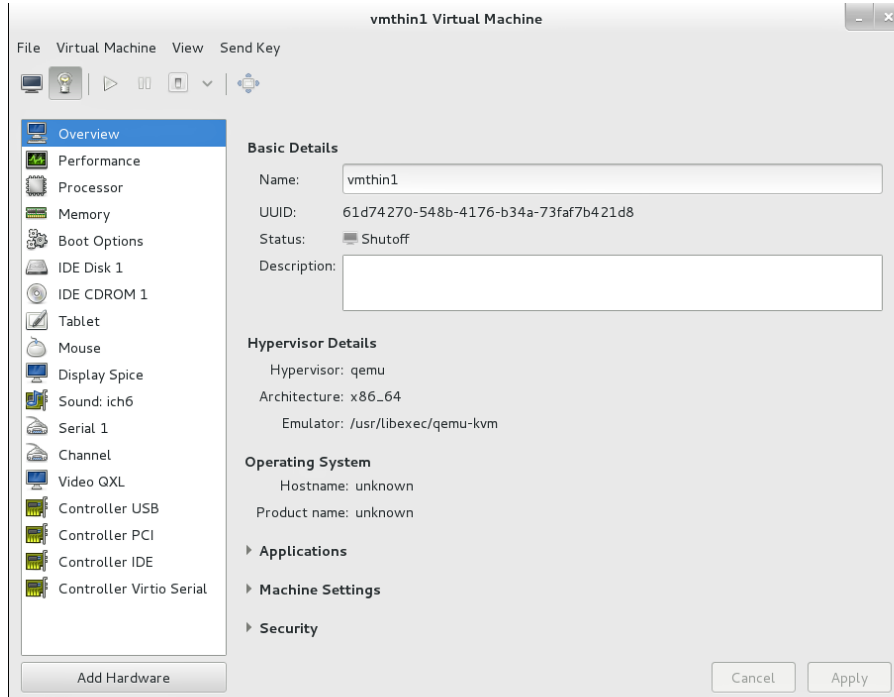 vmthin1 Virtual Machine
File Virtual Machine View Send Key
Overview
Performance
Processor
Memory
Boot Options
IDE Disk 1
IDE CDROM 1
Tablet
Mouse
Display Spice
Sound: ich6
Serial 1
Channel
Video QXL
Controller USB
Controller PCI
Controller IDE
Controller Virtio Serial
Add Hardware
Basic Details
Name: vmthin1
UUID: 61d74270-548b-4176-b34a-73faf7b421d8
Status: Shutoff
Description:
Hypervisor Details
Hypervisor: qemu
Architecture: x86_64
Emulator: /usr/libexec/qemu-kvm
Operating System
Hostname: unknown
Product name: unknown
Applications
Machine Settings
Security
Cancel Apply